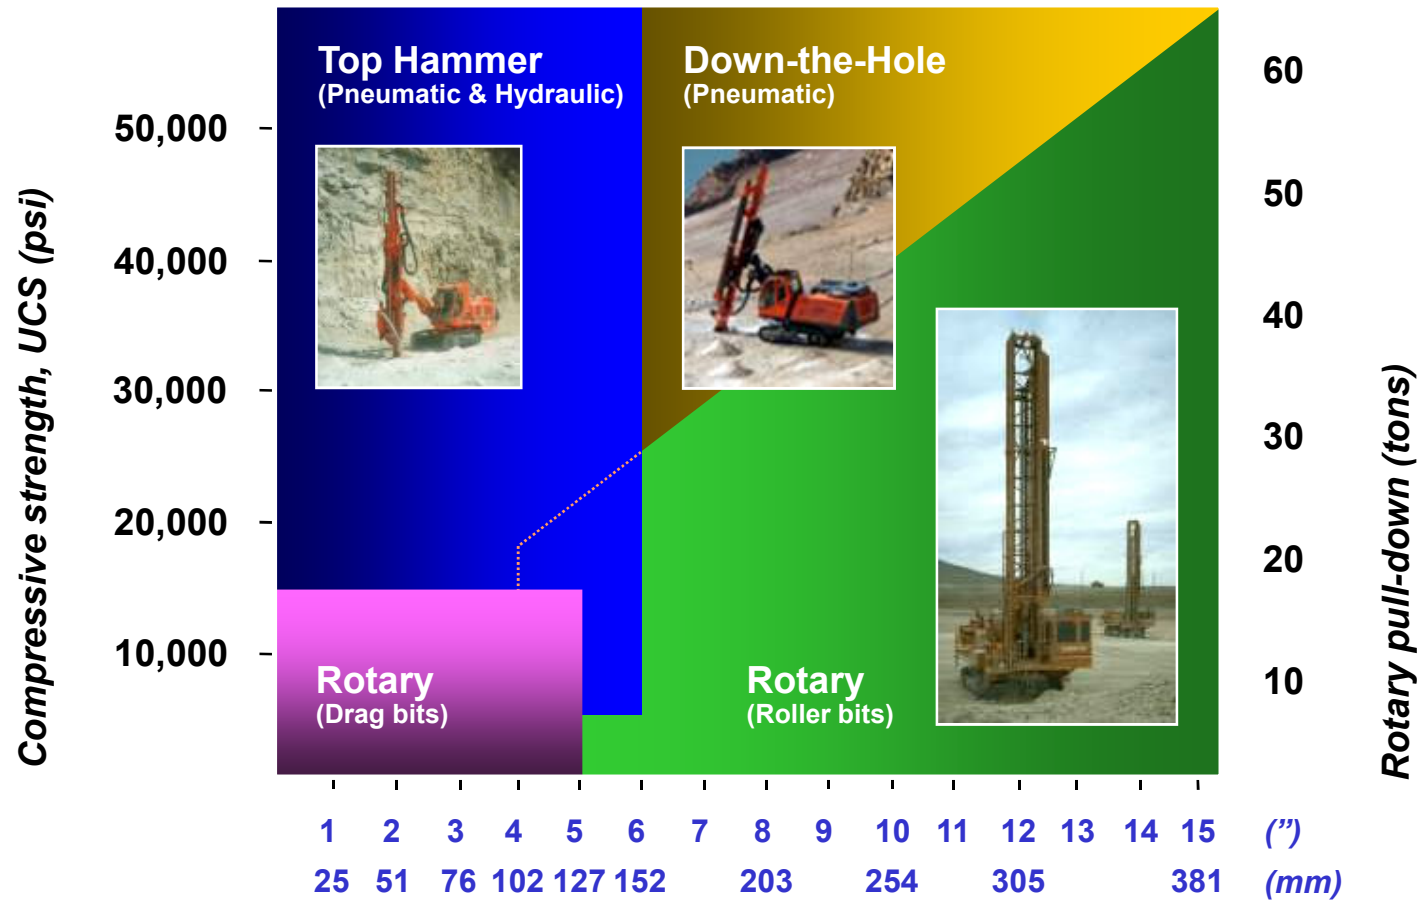 Top Hammer
(Pneumatic & Hydraulic)
Down-the-Hole
(Pneumatic)
Rotary
(Drag bits)
Rotary
(Roller bits)
Compressive strength, UCS (psi)
50,000
40,000
30,000
20,000
10,000
Rotary pull-down (tons)
60
50
40
30
20
10
1 2 3 4 5 6 7 8 9 10 11 12 13 14 15 (”)
25 51 76 102 127 152 203 254 305 381 (mm)